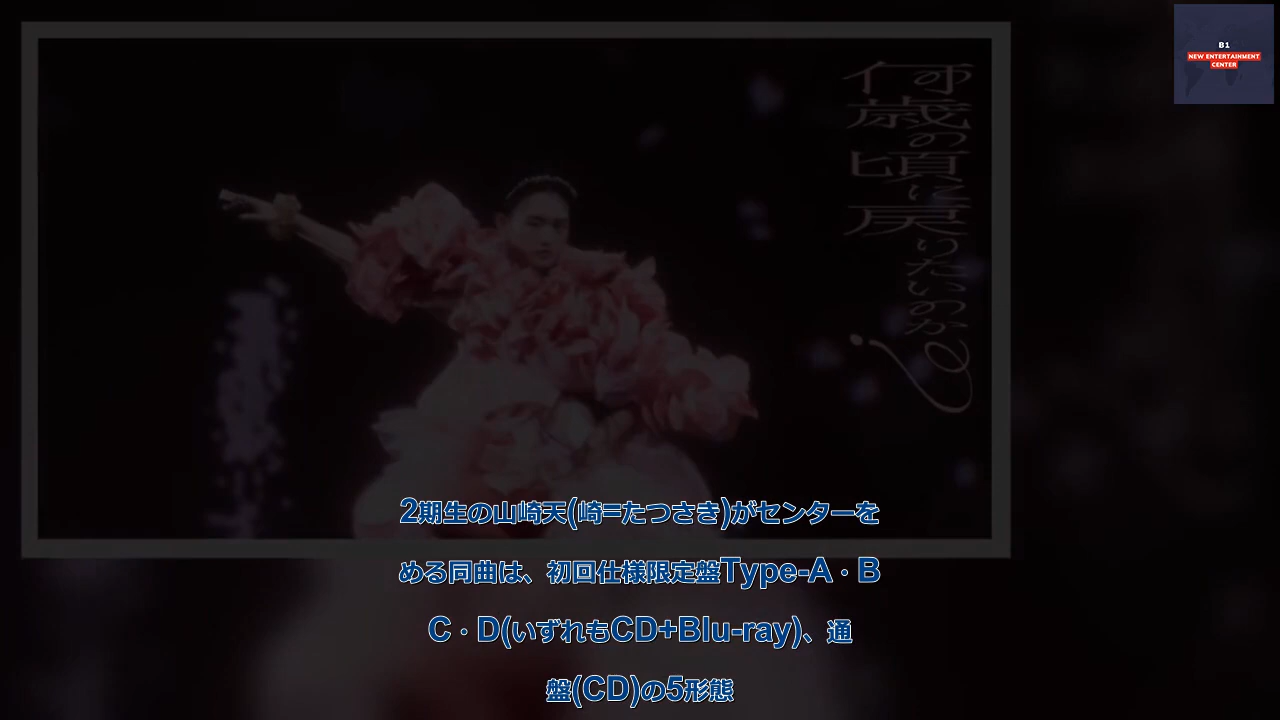 B1
NEW ENTERTAINMENT
CENTER
何歳の頃に戻りたいのか?
2期生の山崎天(崎=たつさき)がセンターを
める同曲は、初回仕様限定盤Type-A・B
C・D(いずれもCD+Blu-ray)、通
盤(CD)の5形態